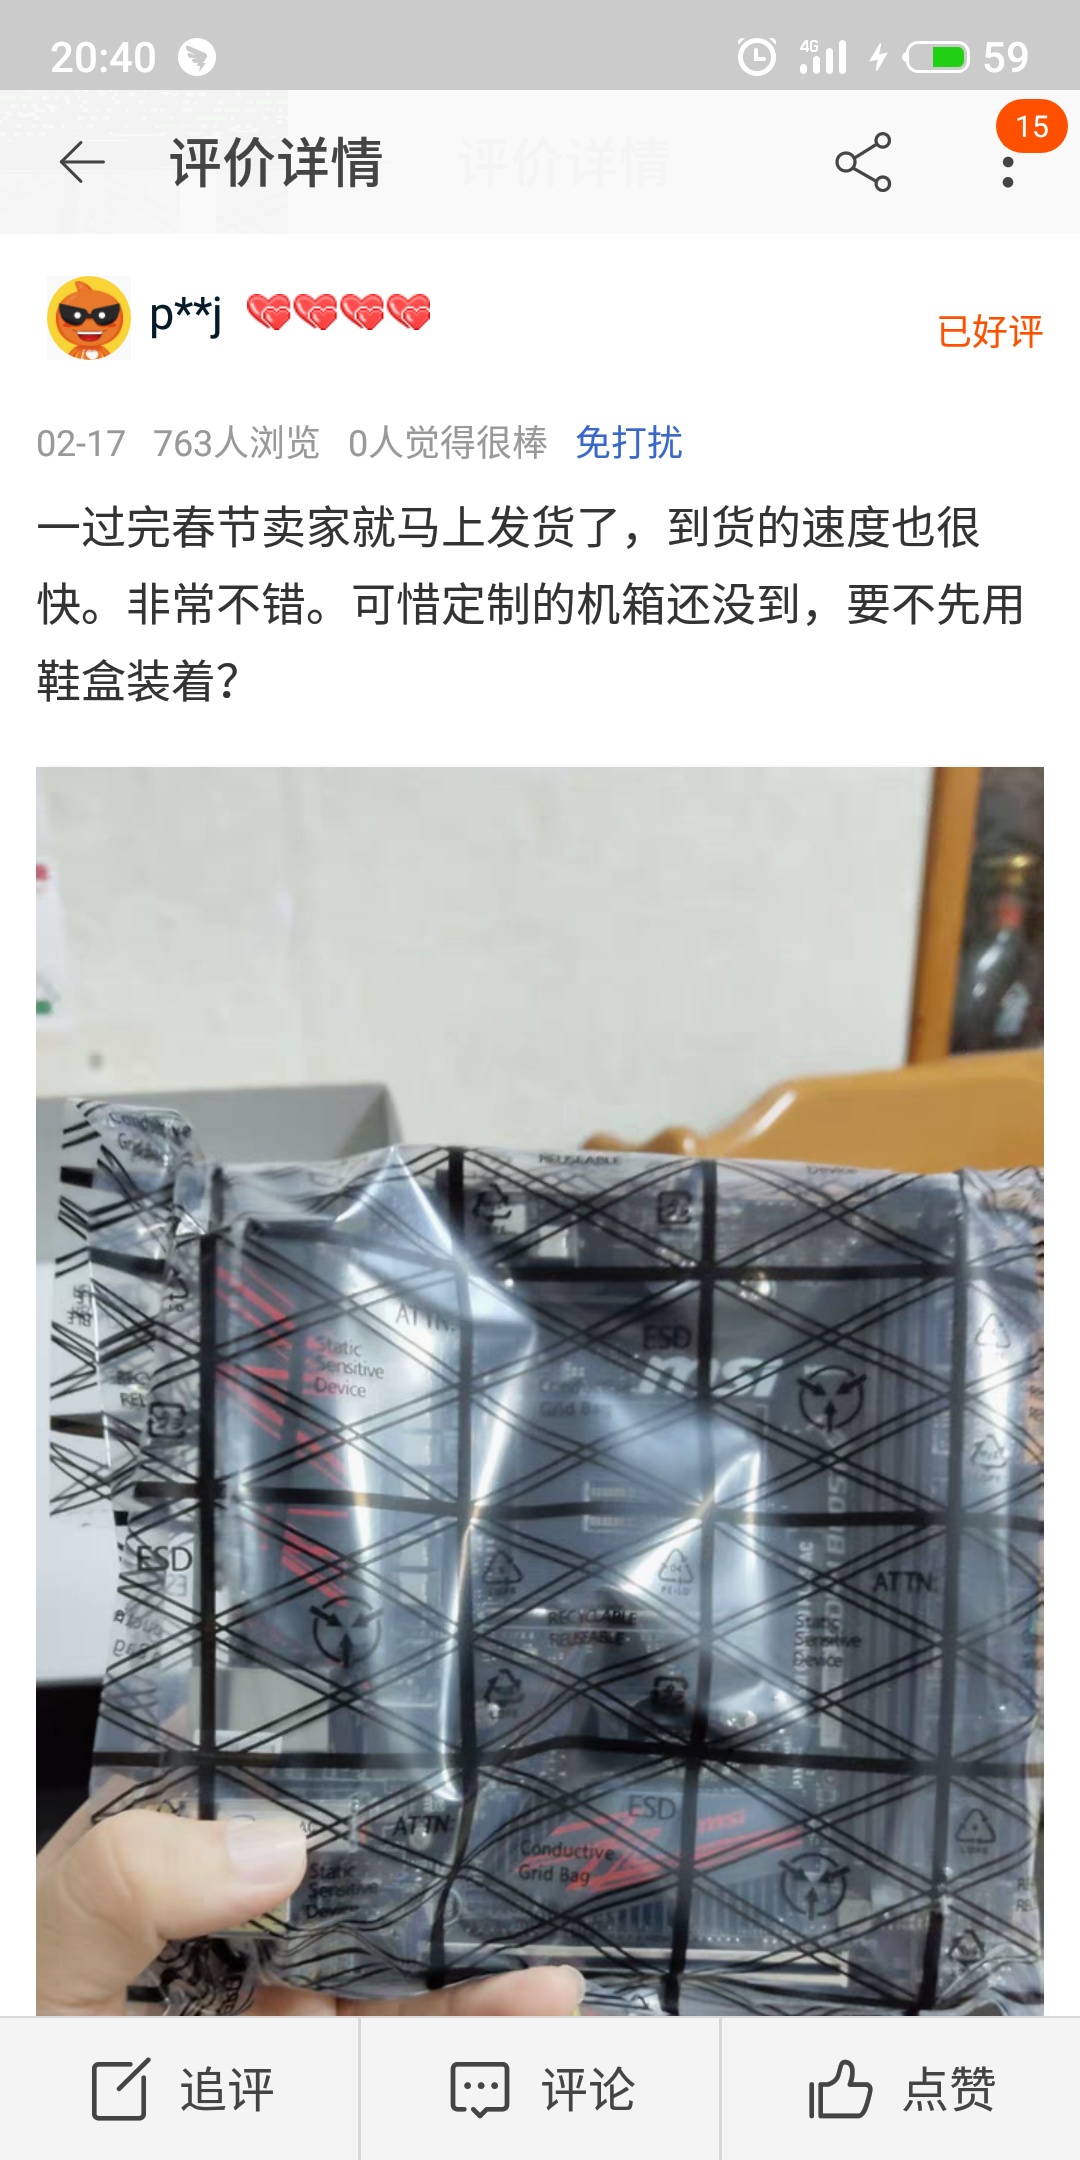 20:40
4G
59
评价详情
15
p**j
已好评
02-17 763人浏览 0人觉得很棒 免打扰
一过完春节卖家就马上发货了，到货的速度也很
快。非常不错。可惜定制的机箱还没到，要不先用
鞋盒装着？
REUSEABLE
Device
ATTN:
Static
Sensitive
Device
ESD
msi
Grid Bag
ESD
ATTN:
RECYCLABLE
REUSEABLE
Static
Sensitive
Device
ATTN:
ESD
Conductive
Grid Bag
Static
Sensitive
Device
追评
评论
点赞